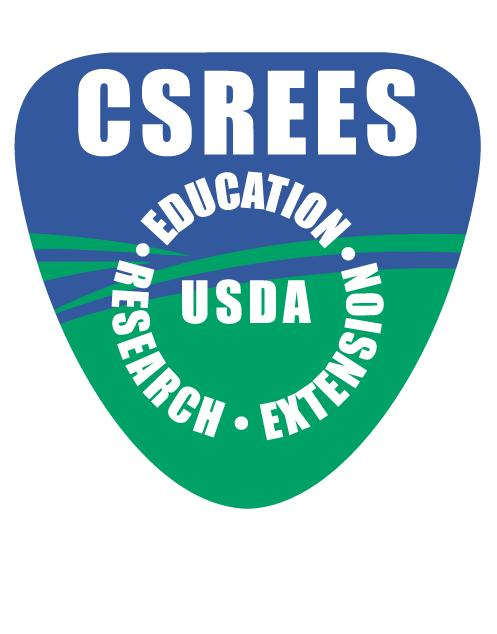 CSREES
EDUCATION
USDA
RESEARCH • EXTENSION